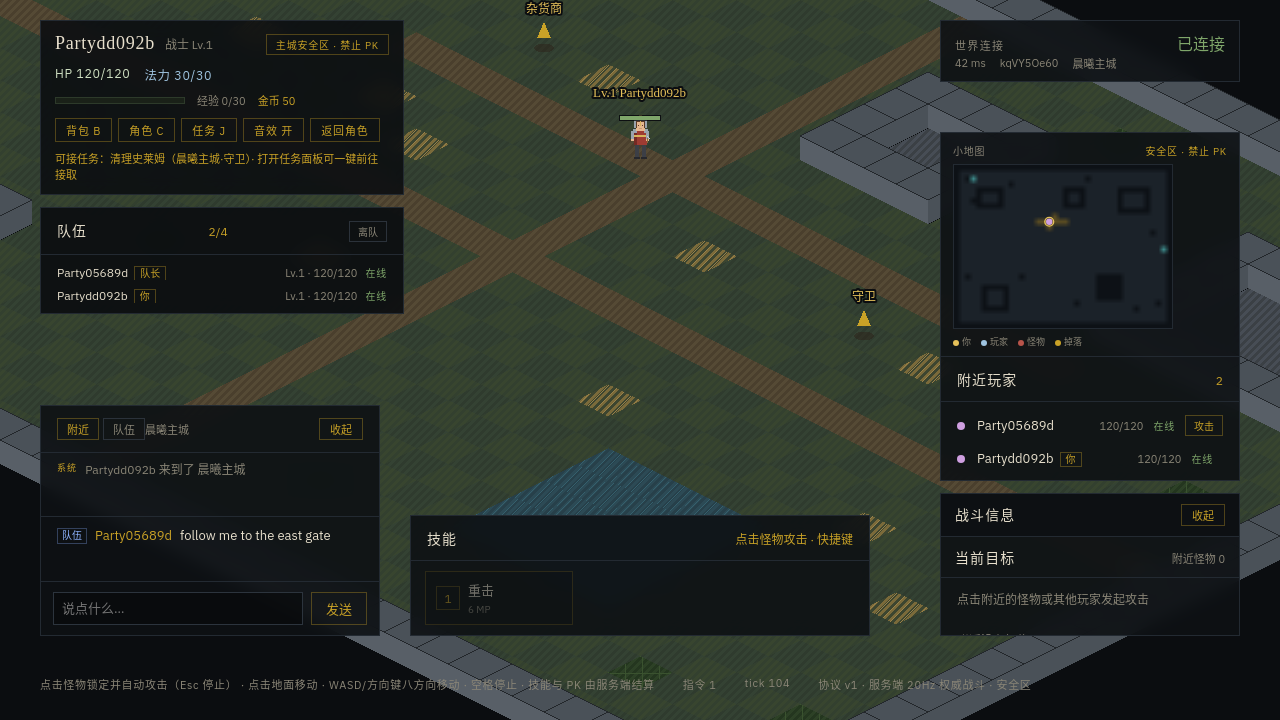 杂货商
Partydd092b 战士 Lv.1 主城安全区 · 禁止 PK
HP 120/120 法力 30/30
经验 0/30 金币 50
背包 B 角色 C 任务 J 音效 开 返回角色
可接任务: 清理史莱姆 (晨曦主城·守卫) · 打开任务面板可一键前往
接取
队伍 2/4 离队
Party05689d 队长 Lv.1 · 120/120 在线
Partydd092b 你 Lv.1 · 120/120 在线
Lv.1 Partydd092b
守卫
世界连接 已连接
42 ms kqVY5Oe60 晨曦主城
小地图 安全区 · 禁止 PK
你 玩家 怪物 掉落
附近玩家 2
Party05689d 120/120 在线 攻击
Partydd092b 你 120/120 在线
附近 队伍 晨曦主城 收起
系统 Partydd092b 来到了 晨曦主城
队伍 Party05689d follow me to the east gate
说点什么... 发送
技能 点击怪物攻击 · 快捷键
1 重击
6 MP
战斗信息 收起
当前目标 附近怪物 0
点击附近的怪物或其他玩家发起攻击
点击怪物锁定并自动攻击 (Esc 停止) · 点击地面移动 · WASD/方向键八方向移动 · 空格停止 · 技能与 PK 由服务端结算 指令 1 tick 104 协议 v1 · 服务端 20Hz 权威战斗 · 安全区